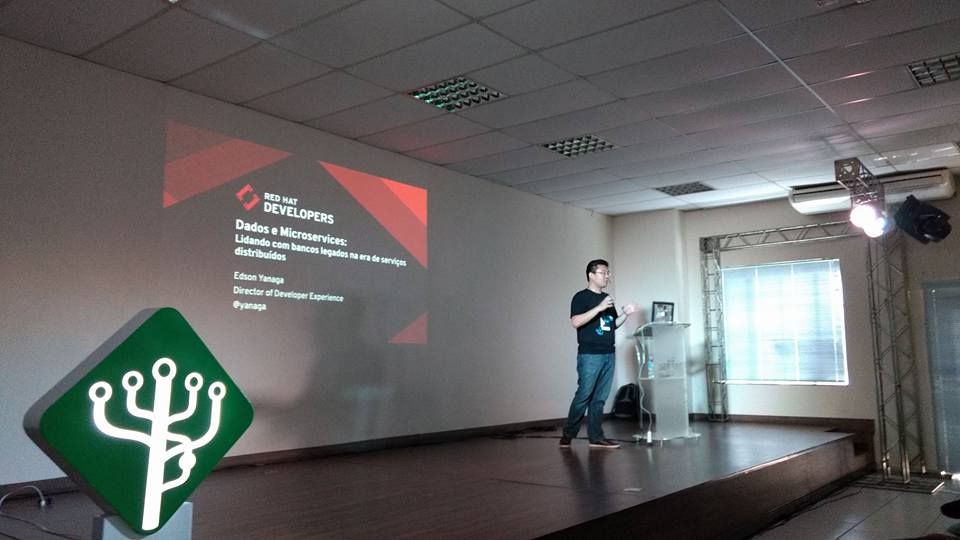 RED HAT
DEVELOPERS
Dados e Microservices:
Lidando com bancos legados na era de serviços
distribuídos
Edson Yanaga
Director of Developer Experience
@yanaga